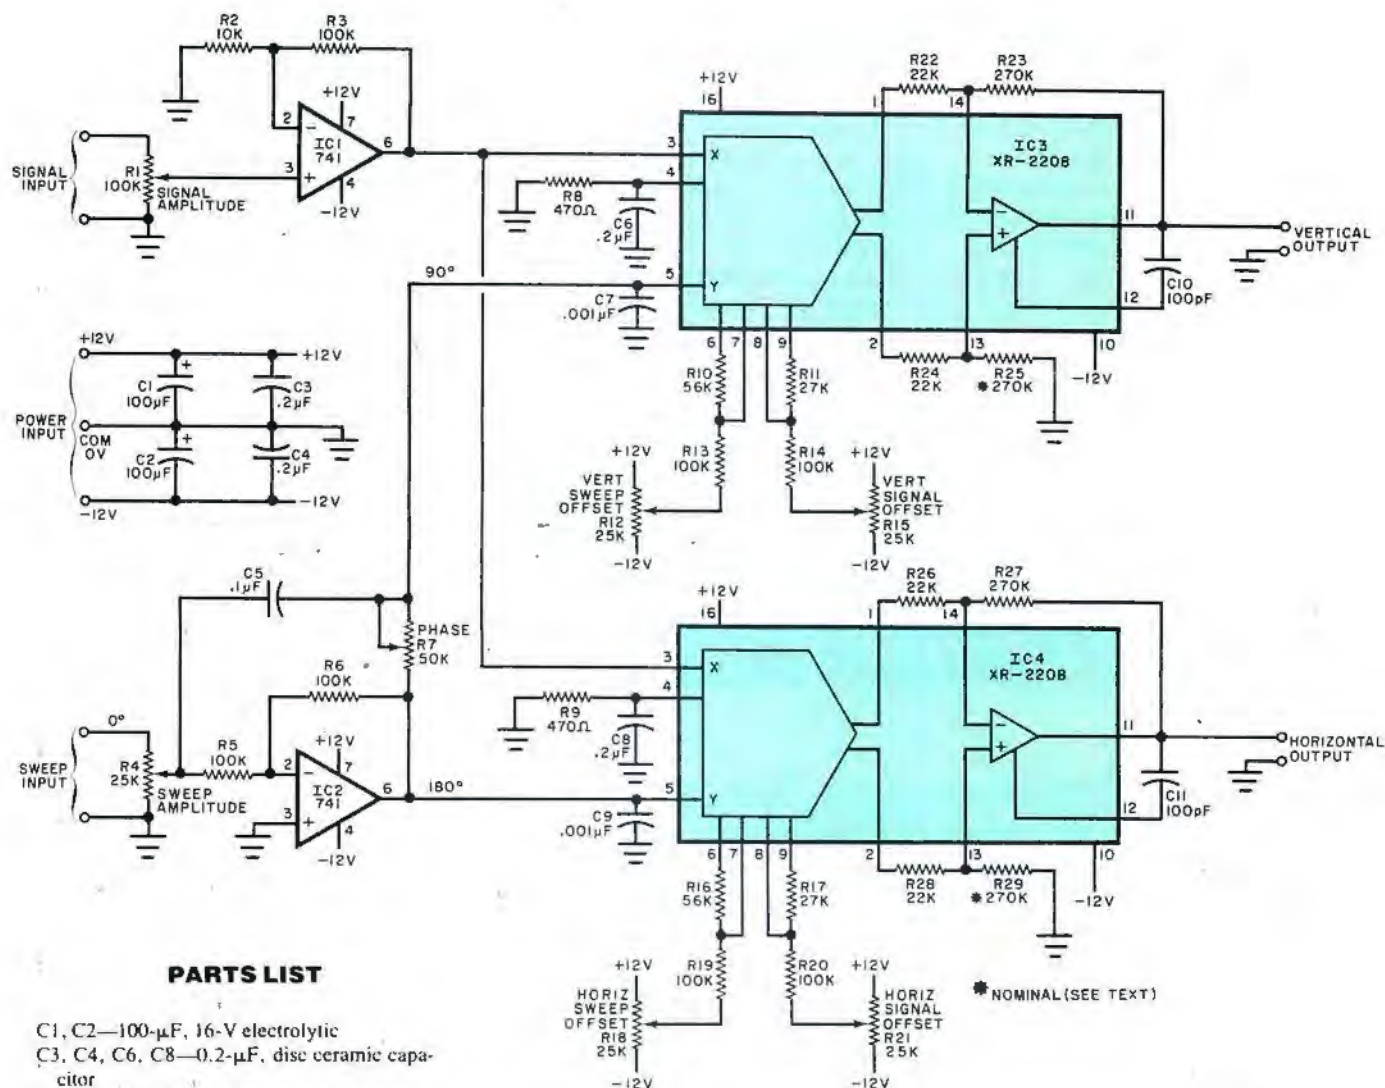 R2
10K
R3
100K
+12V
2
7
−
IC1
741
6
3
+
4
−12V
SIGNAL
INPUT
R1
100K
SIGNAL
AMPLITUDE
+12V
16
3
X
4
R8
470Ω
C6
.2µF
90°
5
Y
C7
.001µF
1
R22
22K
14
R23
270K
IC3
XR-2208
−
+
11
12
VERTICAL
OUTPUT
C10
100pF
6
7
8
9
2
13
10
−12V
R10
56K
R11
27K
R24
22K
R25
* 270K
R13
100K
R14
100K
+12V
VERT
SWEEP
OFFSET
R12
25K
−12V
+12V
VERT
SIGNAL
OFFSET
R15
25K
−12V
POWER
INPUT
+12V
COM
0V
−12V
+
C1
100µF
+
C2
100µF
C3
.2µF
C4
.2µF
+12V
−12V
C5
.1µF
PHASE
R7
50K
R6
100K
SWEEP
INPUT
0°
R4
25K
SWEEP
AMPLITUDE
R5
100K
+12V
2
7
−
IC2
741
6
3
+
4
−12V
180°
+12V
16
3
X
4
R9
470Ω
C8
.2µF
5
Y
C9
.001µF
1
R26
22K
14
R27
270K
IC4
XR-2208
−
+
11
12
HORIZONTAL
OUTPUT
C11
100pF
6
7
8
9
2
13
10
−12V
R16
56K
R17
27K
R28
22K
R29
* 270K
R19
100K
R20
100K
+12V
HORIZ
SWEEP
OFFSET
R18
25K
−12V
+12V
HORIZ
SIGNAL
OFFSET
R21
25K
−12V
* NOMINAL (SEE TEXT)
PARTS LIST
C1, C2—100-µF, 16-V electrolytic
C3, C4, C6, C8—0.2-µF, disc ceramic capa-
citor